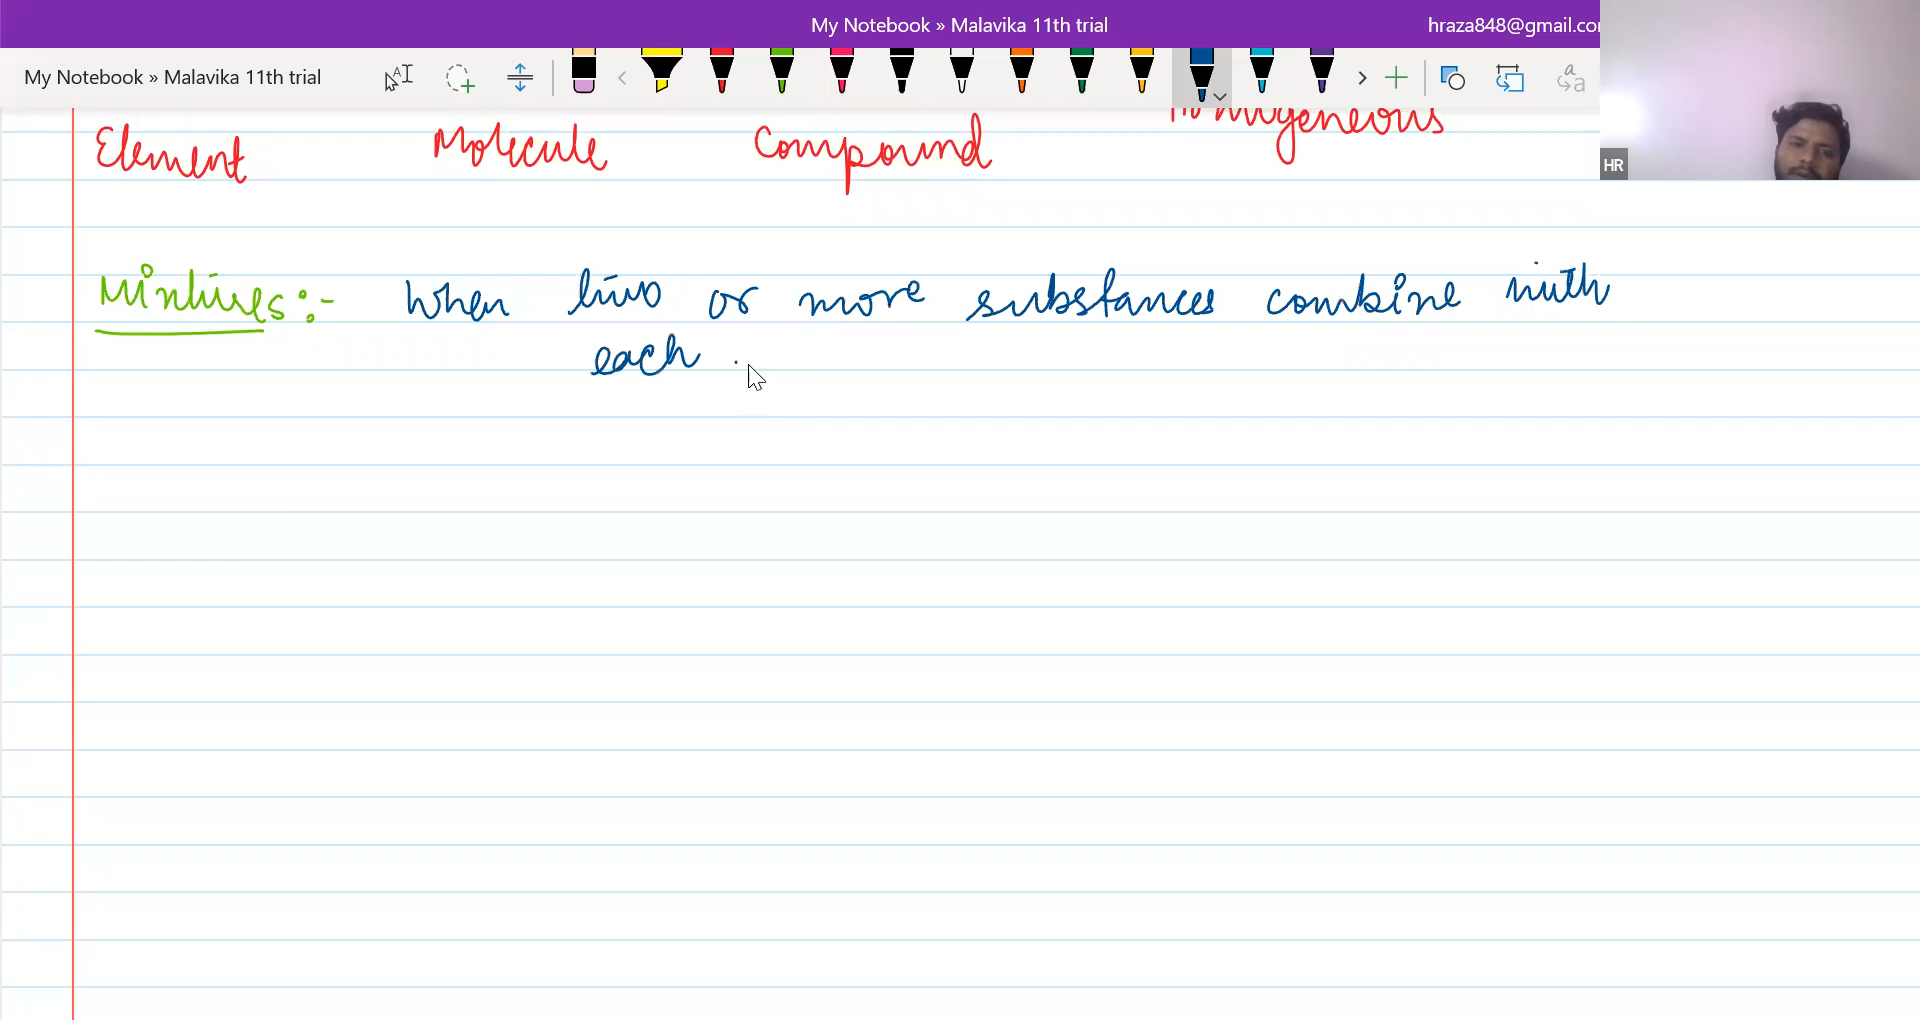 My Notebook » Malavika 11th trial
hraza848@gmail.co
My Notebook » Malavika 11th trial
HR
Element Molecule Compound
Mixtures :- When two or more substances combine with
each